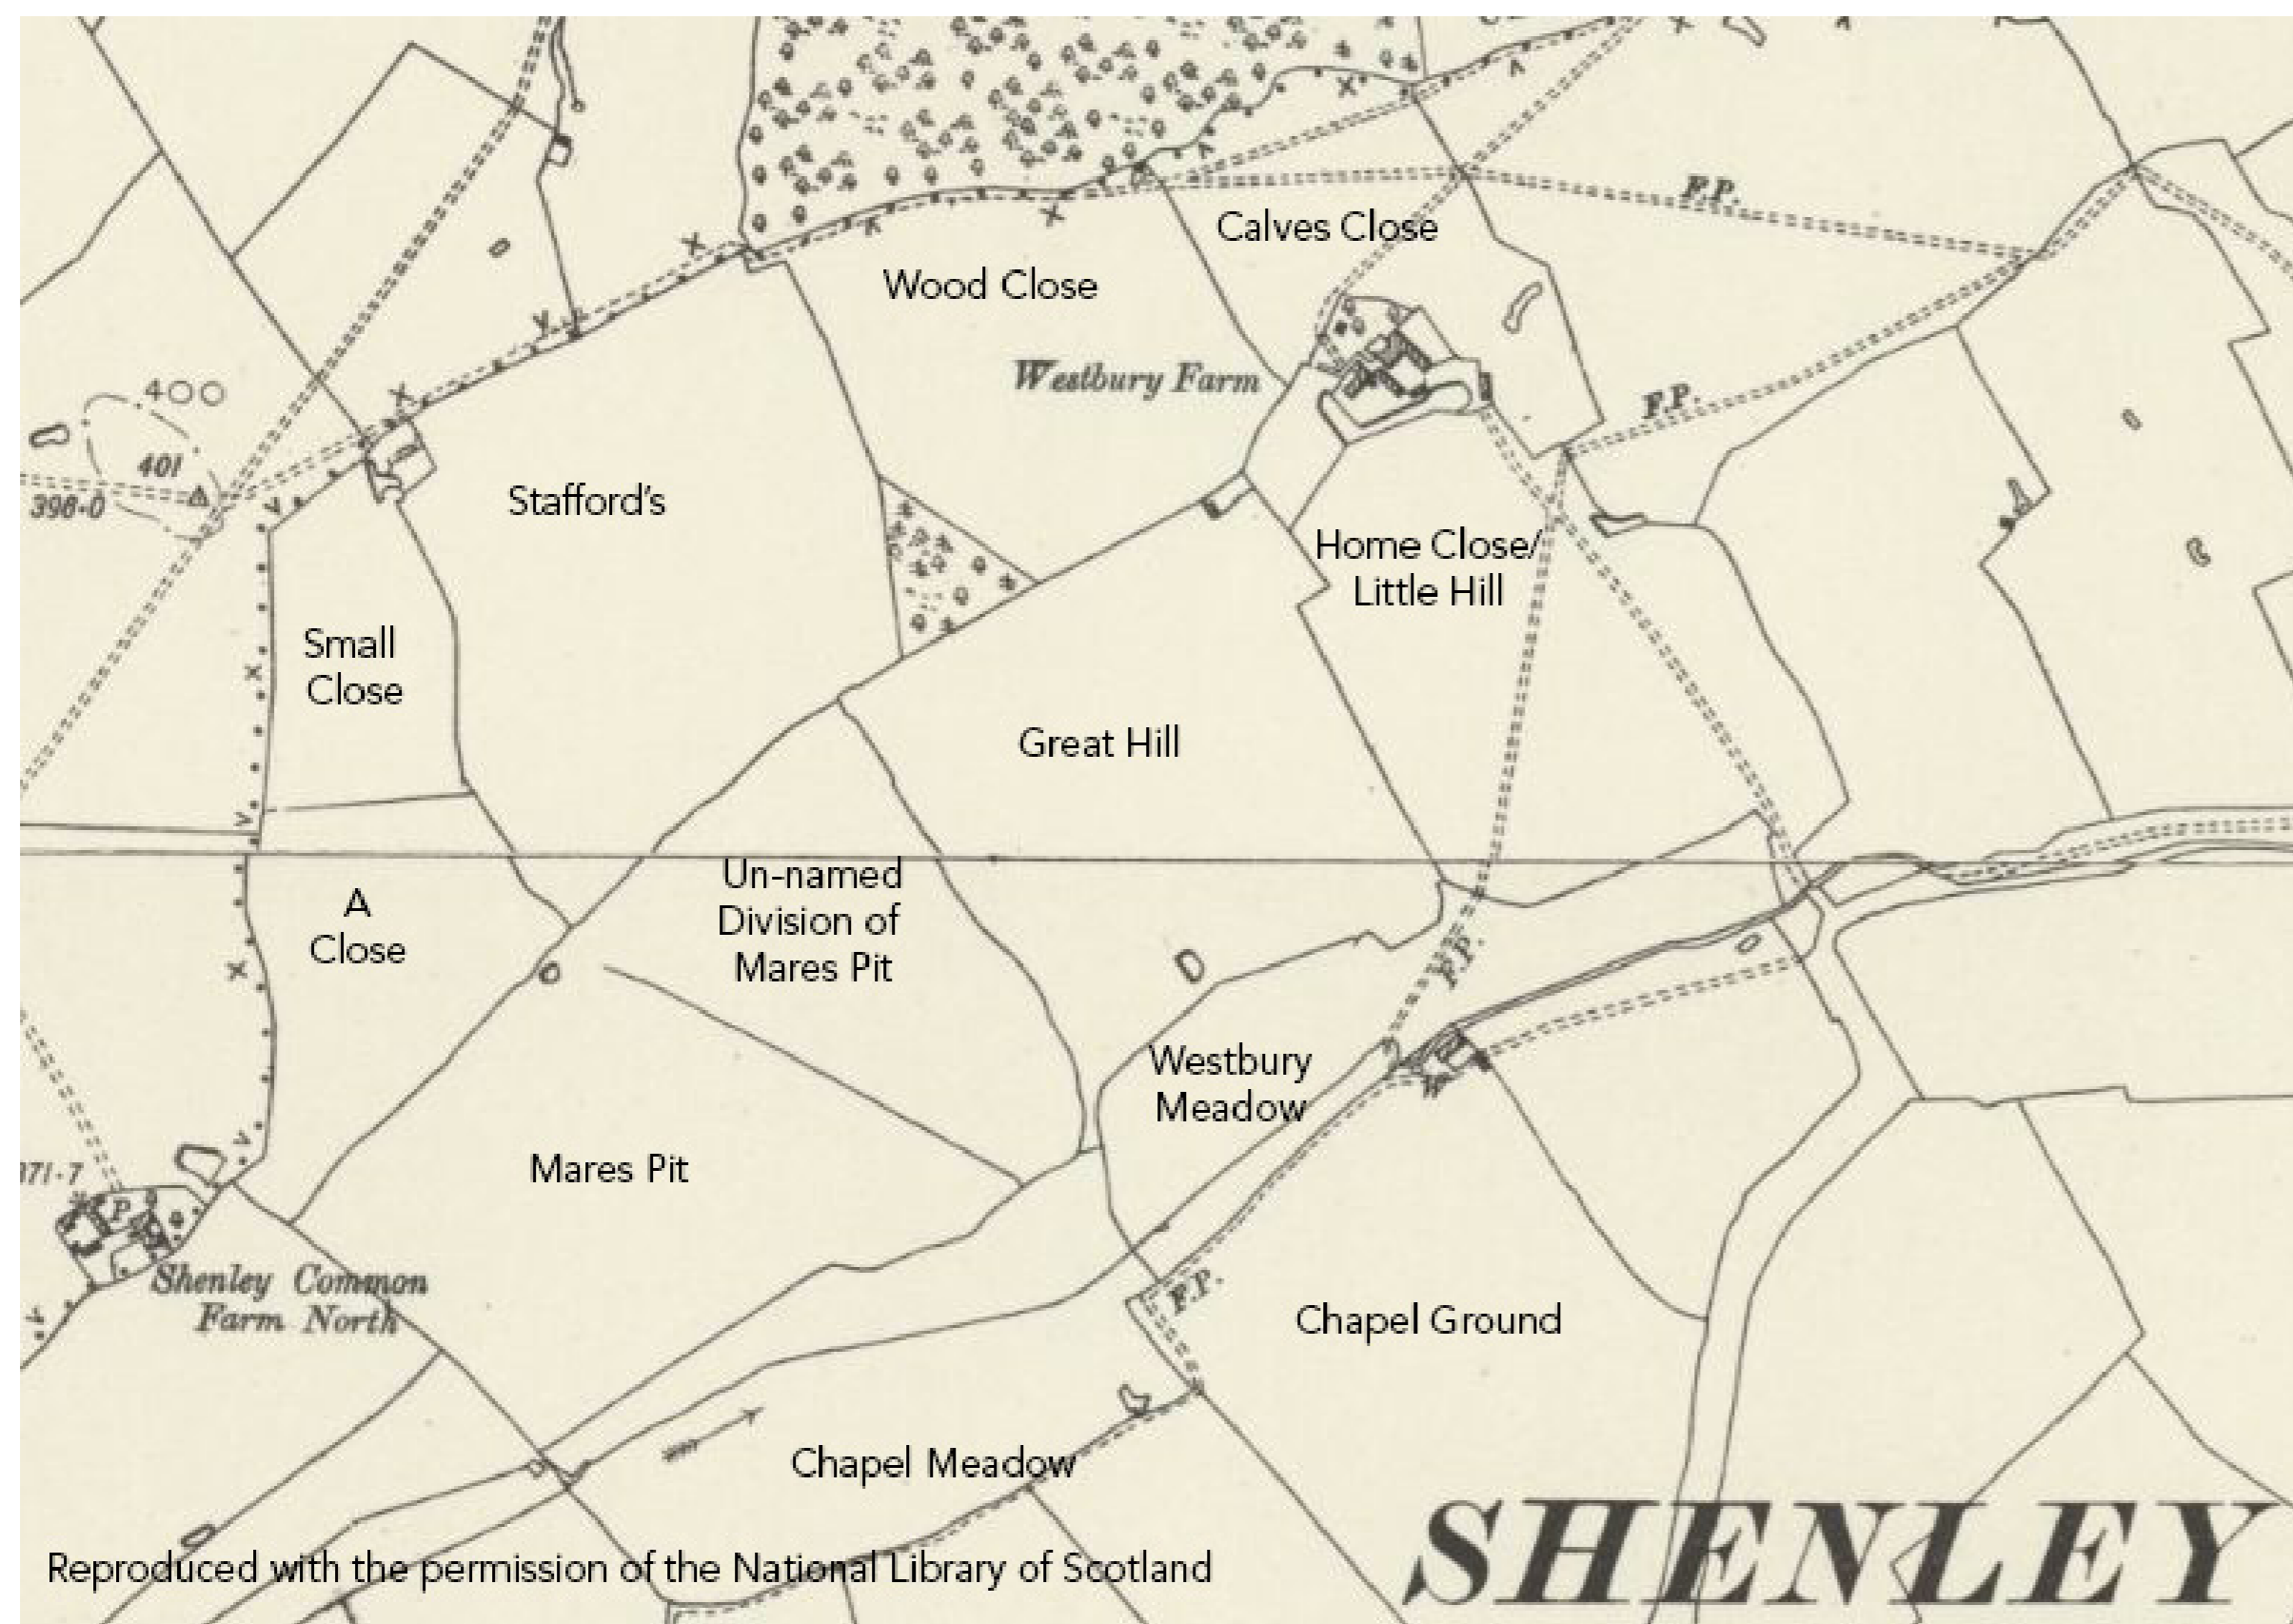 F.P.
Calves Close
Wood Close
Westbury Farm
400
401
398·0
F.P.
Stafford's
Home Close/
Little Hill
Small
Close
Great Hill
Un-named
Division of
Mares Pit
A
Close
F.P.
Westbury
Meadow
Mares Pit
371·7
P
W
Shenley Common
Farm North
F.P.
Chapel Ground
Chapel Meadow
SHENLEY
Reproduced with the permission of the National Library of Scotland